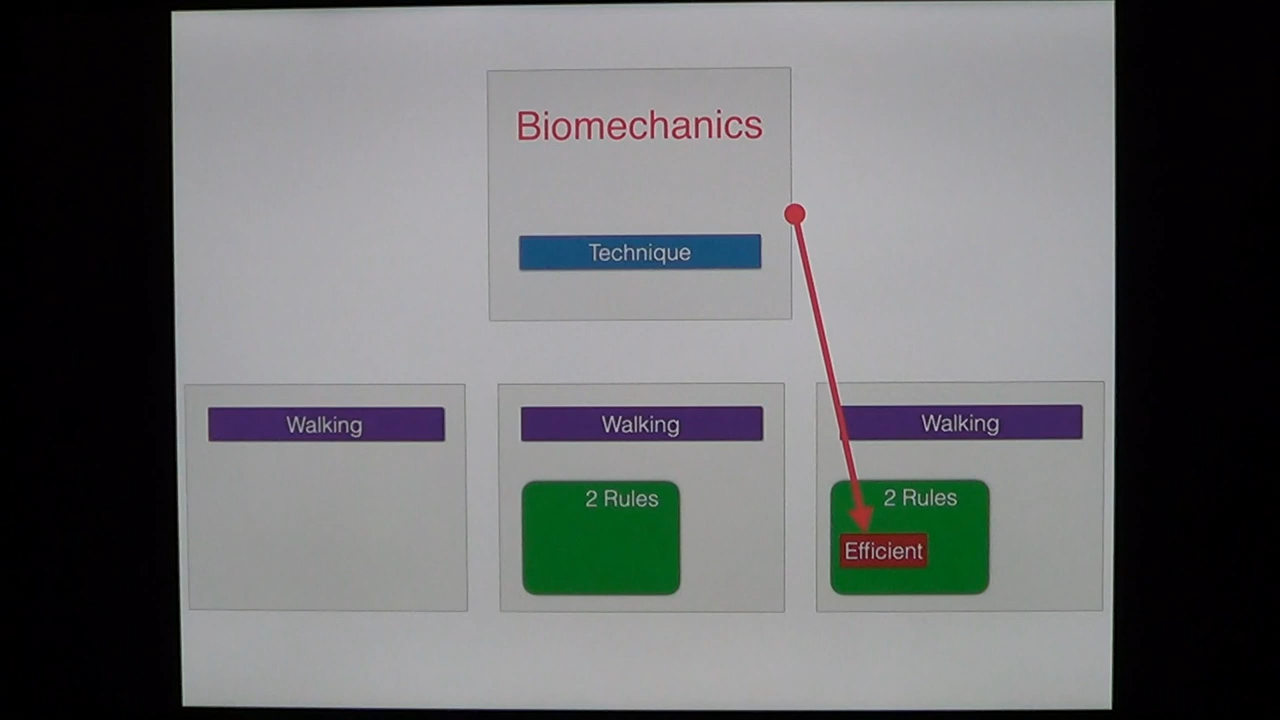 Biomechanics
Technique
Walking
Walking
2 Rules
Walking
2 Rules
Efficient